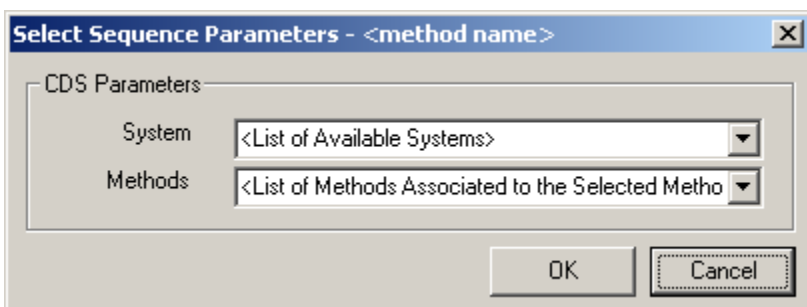 Select Sequence Parameters - <method name>
CDS Parameters
System <List of Available Systems>
Methods <List of Methods Associated to the Selected Metho
OK Cancel